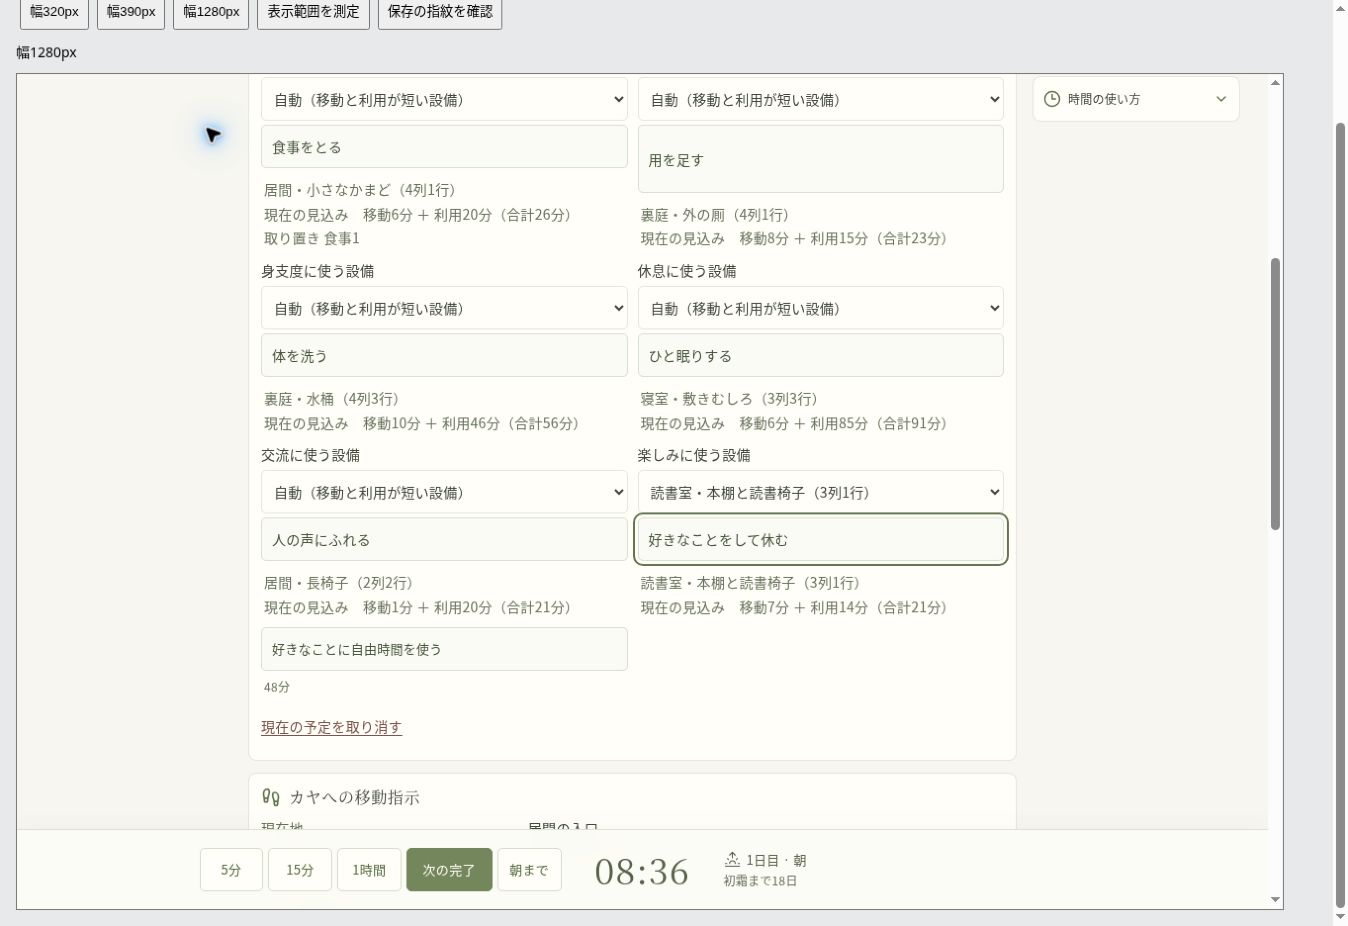 幅320px
幅390px
幅1280px
表示範囲を測定
保存の指紋を確認
幅1280px
自動（移動と利用が短い設備）
自動（移動と利用が短い設備）
時間の使い方
食事をとる
用を足す
居間・小さなかまど（4列1行）
現在の見込み　移動6分 ＋ 利用20分（合計26分）
取り置き 食事1
裏庭・外の厠（4列1行）
現在の見込み　移動8分 ＋ 利用15分（合計23分）
身支度に使う設備
休息に使う設備
自動（移動と利用が短い設備）
自動（移動と利用が短い設備）
体を洗う
ひと眠りする
裏庭・水桶（4列3行）
現在の見込み　移動10分 ＋ 利用46分（合計56分）
寝室・敷きむしろ（3列3行）
現在の見込み　移動6分 ＋ 利用85分（合計91分）
交流に使う設備
楽しみに使う設備
自動（移動と利用が短い設備）
読書室・本棚と読書椅子（3列1行）
人の声にふれる
好きなことをして休む
居間・長椅子（2列2行）
現在の見込み　移動1分 ＋ 利用20分（合計21分）
読書室・本棚と読書椅子（3列1行）
現在の見込み　移動7分 ＋ 利用14分（合計21分）
好きなことに自由時間を使う
48分
現在の予定を取り消す
カヤへの移動指示
現在地
居間の入口
5分
15分
1時間
次の完了
朝まで
08:36
1日目 · 朝
初霜まで18日